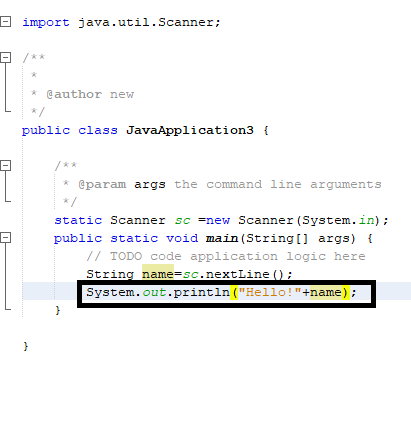 import java.util.Scanner;
/**
 *
 * @author new
 */
public class JavaApplication3 {
    /**
     * @param args the command line arguments
     */
    static Scanner sc =new Scanner(System.in);
    public static void main(String[] args) {
        // TODO code application logic here
        String name=sc.nextLine();
        System.out.println("Hello!"+name);
    }
}